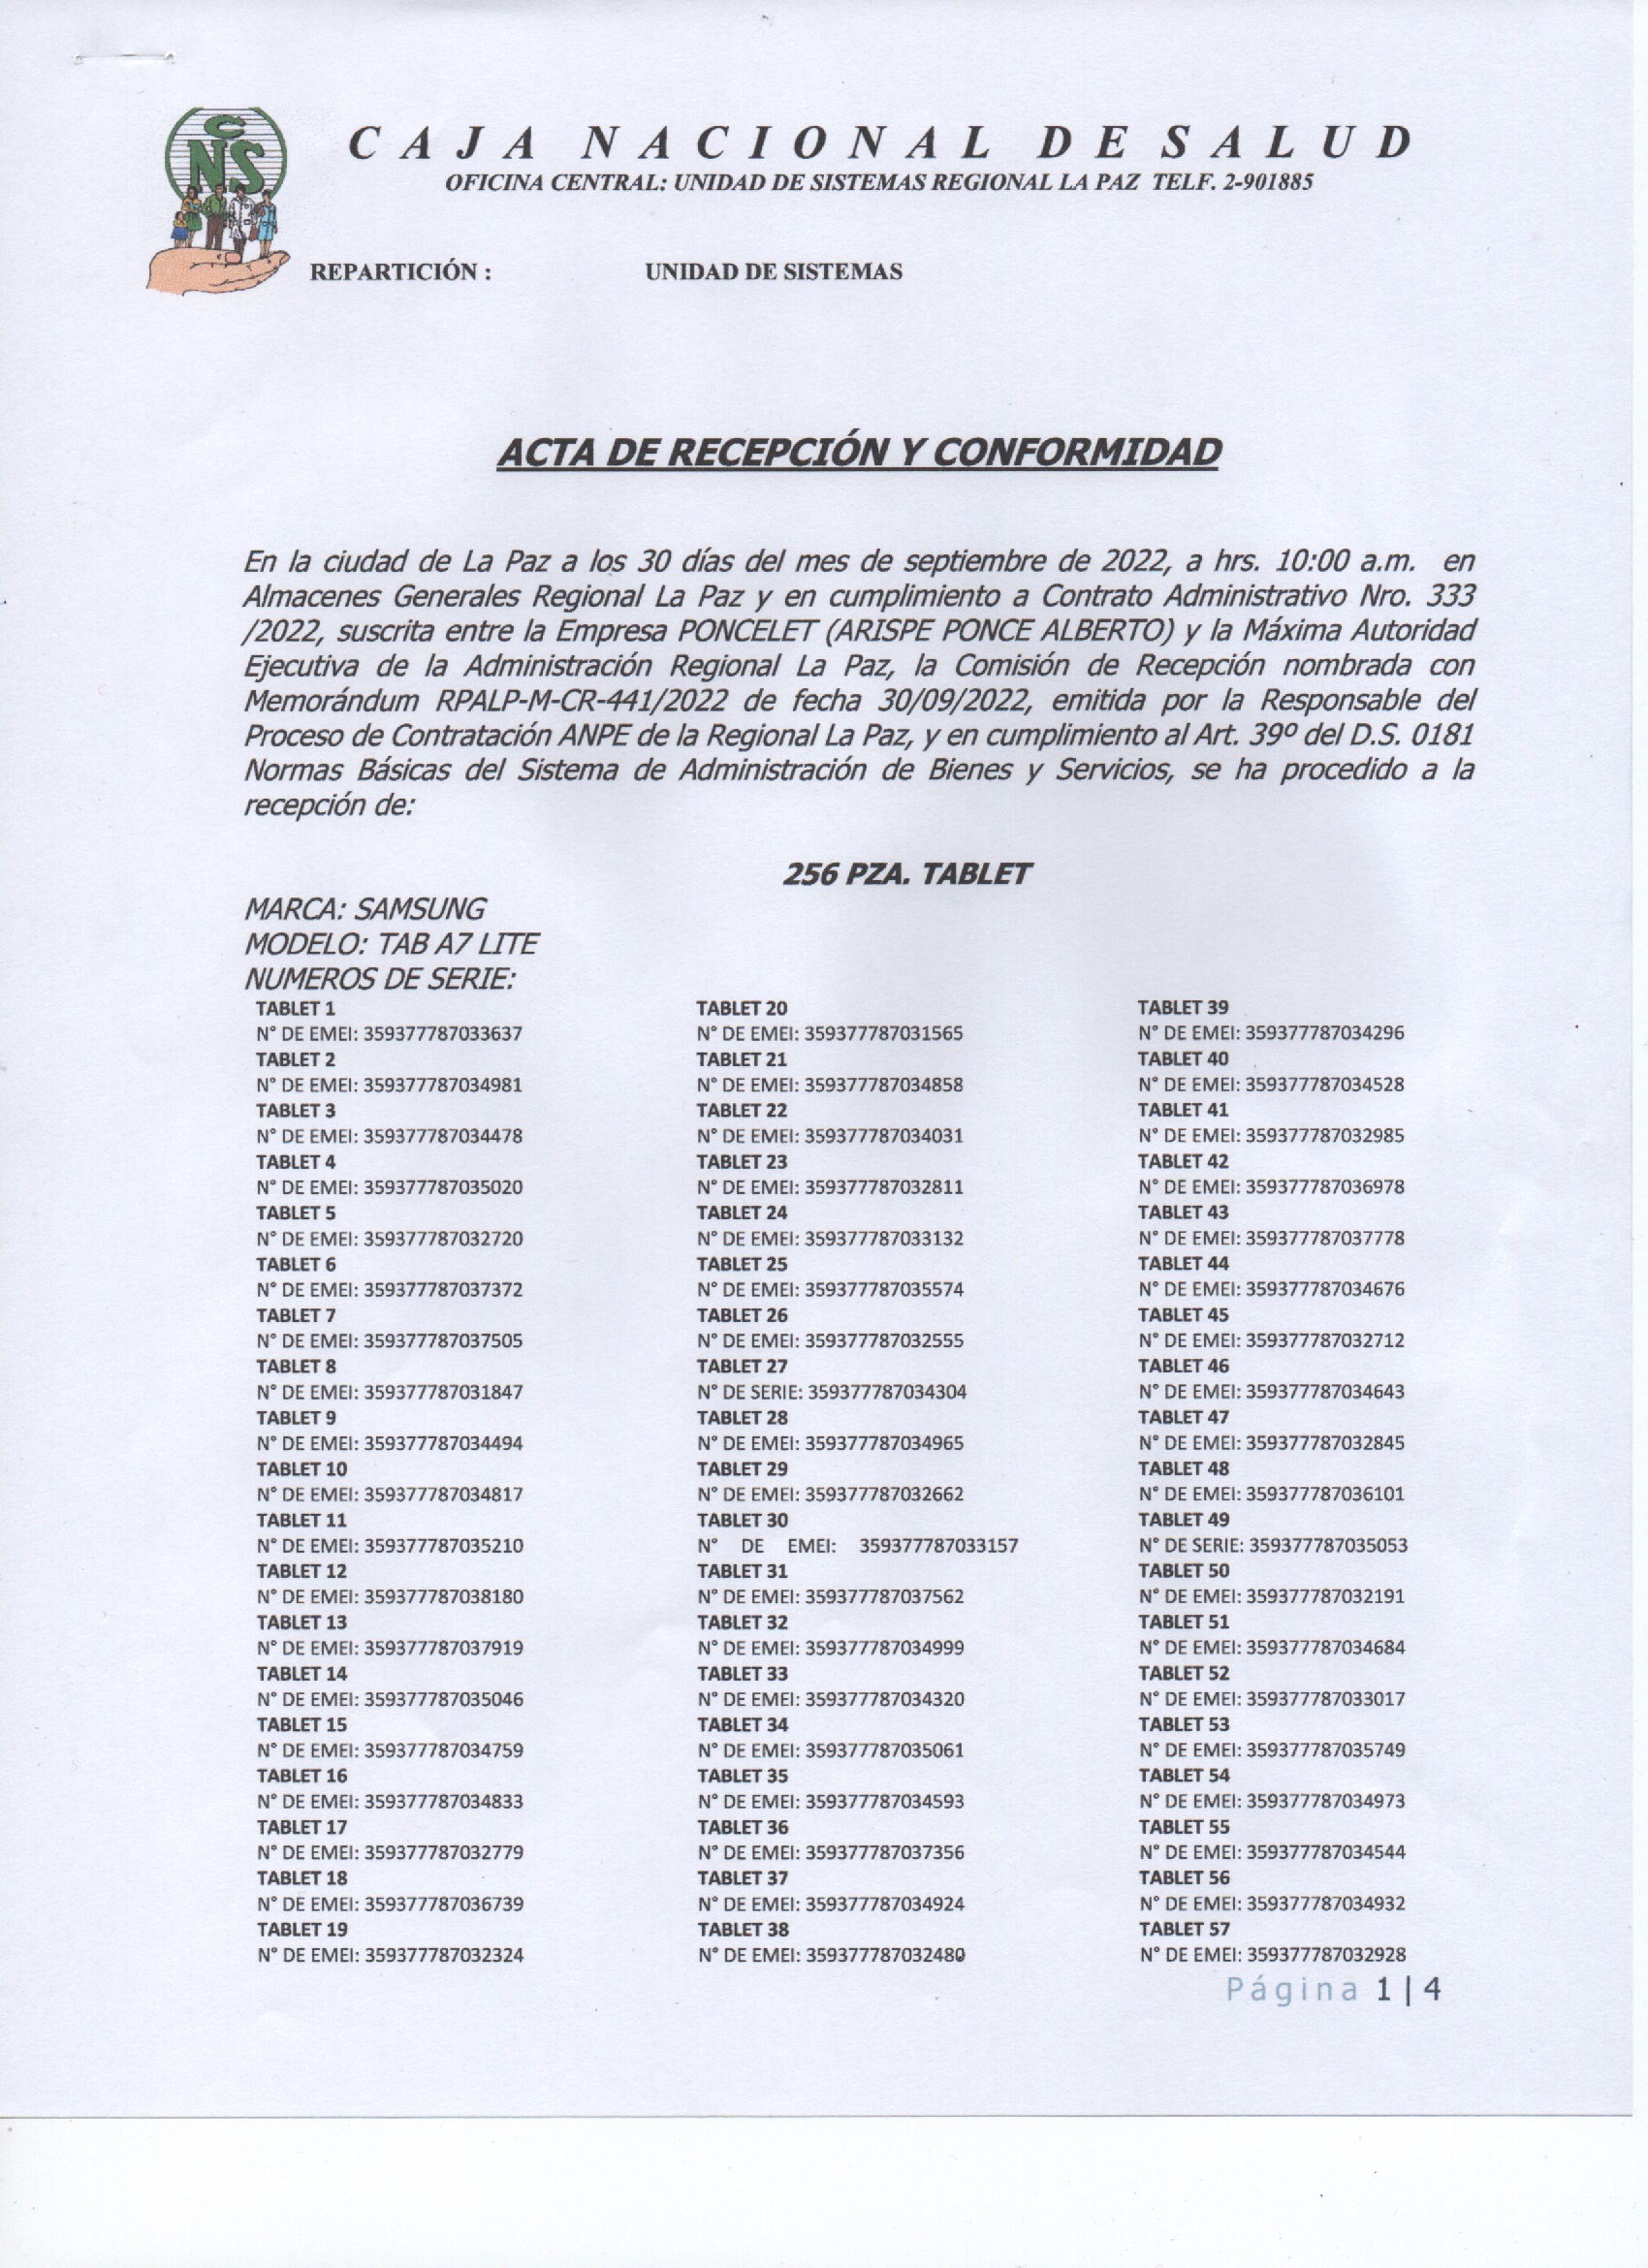 CNS
CAJA NACIONAL DE SALUD
OFICINA CENTRAL: UNIDAD DE SISTEMAS REGIONAL LA PAZ TELF. 2-901885
REPARTICIÓN : UNIDAD DE SISTEMAS
ACTA DE RECEPCIÓN Y CONFORMIDAD
En la ciudad de La Paz a los 30 días del mes de septiembre de 2022, a hrs. 10:00 a.m. en
Almacenes Generales Regional La Paz y en cumplimiento a Contrato Administrativo Nro. 333
/2022, suscrita entre la Empresa PONCELET (ARISPE PONCE ALBERTO) y la Máxima Autoridad
Ejecutiva de la Administración Regional La Paz, la Comisión de Recepción nombrada con
Memorándum RPALP-M-CR-441/2022 de fecha 30/09/2022, emitida por la Responsable del
Proceso de Contratación ANPE de la Regional La Paz, y en cumplimiento al Art. 39º del D.S. 0181
Normas Básicas del Sistema de Administración de Bienes y Servicios, se ha procedido a la
recepción de:
256 PZA. TABLET
MARCA: SAMSUNG
MODELO: TAB A7 LITE
NUMEROS DE SERIE:
TABLET 1
N° DE EMEI: 359377787033637
TABLET 2
N° DE EMEI: 359377787034981
TABLET 3
N° DE EMEI: 359377787034478
TABLET 4
N° DE EMEI: 359377787035020
TABLET 5
N° DE EMEI: 359377787032720
TABLET 6
N° DE EMEI: 359377787037372
TABLET 7
N° DE EMEI: 359377787037505
TABLET 8
N° DE EMEI: 359377787031847
TABLET 9
N° DE EMEI: 359377787034494
TABLET 10
N° DE EMEI: 359377787034817
TABLET 11
N° DE EMEI: 359377787035210
TABLET 12
N° DE EMEI: 359377787038180
TABLET 13
N° DE EMEI: 359377787037919
TABLET 14
N° DE EMEI: 359377787035046
TABLET 15
N° DE EMEI: 359377787034759
TABLET 16
N° DE EMEI: 359377787034833
TABLET 17
N° DE EMEI: 359377787032779
TABLET 18
N° DE EMEI: 359377787036739
TABLET 19
N° DE EMEI: 359377787032324
TABLET 20
N° DE EMEI: 359377787031565
TABLET 21
N° DE EMEI: 359377787034858
TABLET 22
N° DE EMEI: 359377787034031
TABLET 23
N° DE EMEI: 359377787032811
TABLET 24
N° DE EMEI: 359377787033132
TABLET 25
N° DE EMEI: 359377787035574
TABLET 26
N° DE EMEI: 359377787032555
TABLET 27
N° DE SERIE: 359377787034304
TABLET 28
N° DE EMEI: 359377787034965
TABLET 29
N° DE EMEI: 359377787032662
TABLET 30
N° DE EMEI: 359377787033157
TABLET 31
N° DE EMEI: 359377787037562
TABLET 32
N° DE EMEI: 359377787034999
TABLET 33
N° DE EMEI: 359377787034320
TABLET 34
N° DE EMEI: 359377787035061
TABLET 35
N° DE EMEI: 359377787034593
TABLET 36
N° DE EMEI: 359377787037356
TABLET 37
N° DE EMEI: 359377787034924
TABLET 38
N° DE EMEI: 359377787032480
TABLET 39
N° DE EMEI: 359377787034296
TABLET 40
N° DE EMEI: 359377787034528
TABLET 41
N° DE EMEI: 359377787032985
TABLET 42
N° DE EMEI: 359377787036978
TABLET 43
N° DE EMEI: 359377787037778
TABLET 44
N° DE EMEI: 359377787034676
TABLET 45
N° DE EMEI: 359377787032712
TABLET 46
N° DE EMEI: 359377787034643
TABLET 47
N° DE EMEI: 359377787032845
TABLET 48
N° DE EMEI: 359377787036101
TABLET 49
N° DE SERIE: 359377787035053
TABLET 50
N° DE EMEI: 359377787032191
TABLET 51
N° DE EMEI: 359377787034684
TABLET 52
N° DE EMEI: 359377787033017
TABLET 53
N° DE EMEI: 359377787035749
TABLET 54
N° DE EMEI: 359377787034973
TABLET 55
N° DE EMEI: 359377787034544
TABLET 56
N° DE EMEI: 359377787034932
TABLET 57
N° DE EMEI: 359377787032928
Página 1 | 4